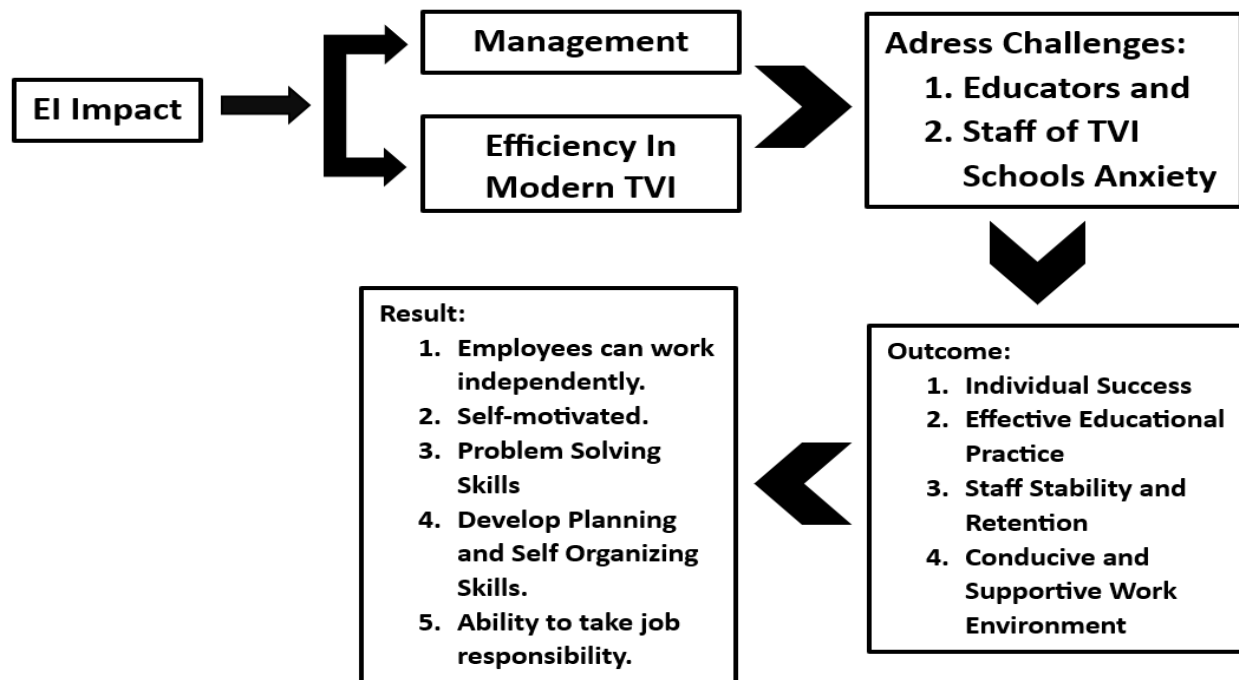 EI Impact
Management
Efficiency In
Modern TVI
Adress Challenges:
1. Educators and
2. Staff of TVI
Schools Anxiety
Outcome:
1. Individual Success
2. Effective Educational
Practice
3. Staff Stability and
Retention
4. Conducive and
Supportive Work
Environment
Result:
1. Employees can work
independently.
2. Self-motivated.
3. Problem Solving
Skills
4. Develop Planning
and Self Organizing
Skills.
5. Ability to take job
responsibility.